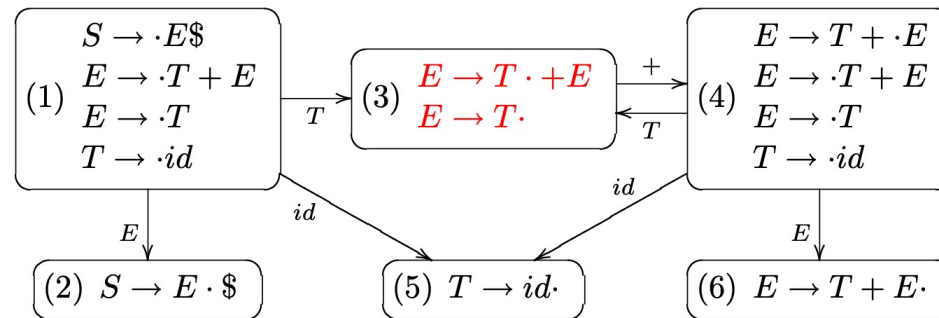 (1)
S → ·E$
E → ·T + E
E → ·T
T → ·id
T
(3)
E → T · +E
E → T·
+
T
(4)
E → T + ·E
E → ·T + E
E → ·T
T → ·id
E
id
id
E
(2) S → E · $
(5) T → id·
(6) E → T + E·